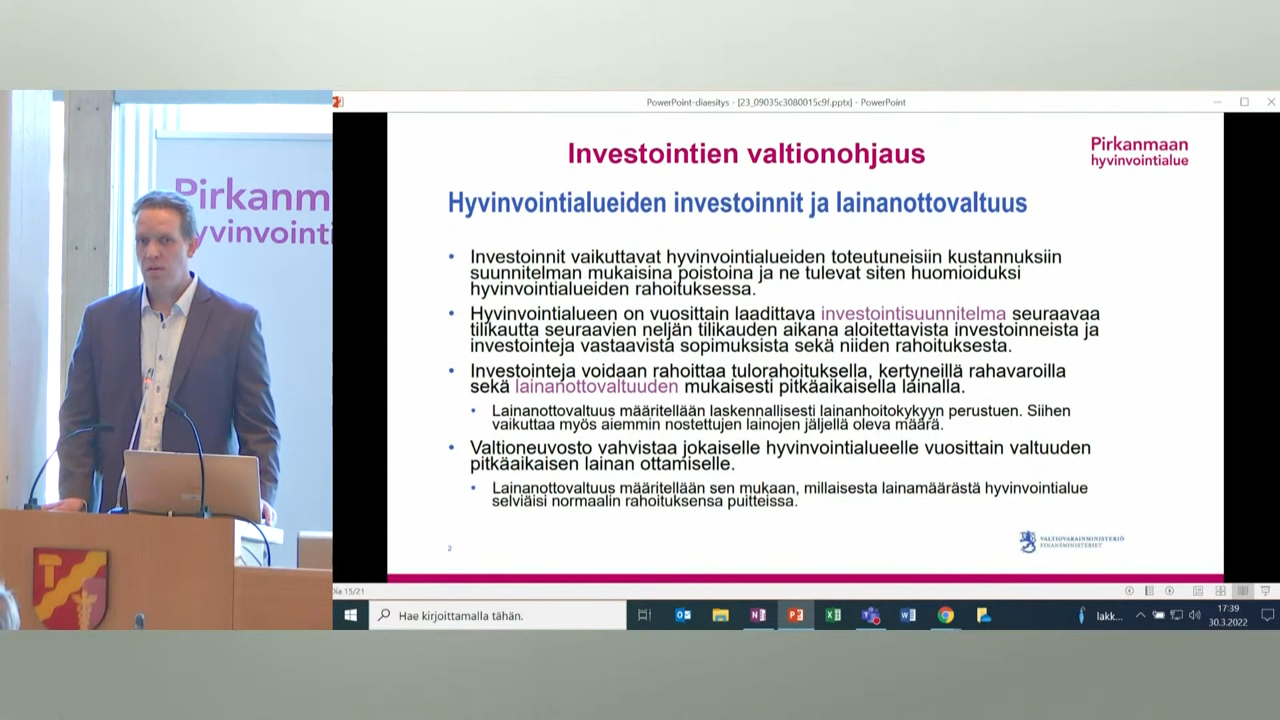 PowerPoint-diaesitys - [23_09035c3080015c9f.pptx] - PowerPoint
Pirkanm
yvinvointi
Investointien valtionohjaus
Pirkanmaan
hyvinvointialue
Hyvinvointialueiden investoinnit ja lainanottovaltuus
• Investoinnit vaikuttavat hyvinvointialueiden toteutuneisiin kustannuksiin
suunnitelman mukaisina poistoina ja ne tulevat siten huomioiduksi
hyvinvointialueiden rahoituksessa.
• Hyvinvointialueen on vuosittain laadittava investointisuunnitelma seuraavaa
tilikautta seuraavien neljän tilikauden aikana aloitettavista investoinneista ja
investointeja vastaavista sopimuksista sekä niiden rahoituksesta.
• Investointeja voidaan rahoittaa tulorahoituksella, kertyneillä rahavaroilla
sekä lainanottovaltuuden mukaisesti pitkäaikaisella lainalla.
• Lainanottovaltuus määritellään laskennallisesti lainanhoitokykyyn perustuen. Siihen
vaikuttaa myös aiemmin nostettujen lainojen jäljellä oleva määrä.
• Valtioneuvosto vahvistaa jokaiselle hyvinvointialueelle vuosittain valtuuden
pitkäaikaisen lainan ottamiselle.
• Lainanottovaltuus määritellään sen mukaan, millaisesta lainamäärästä hyvinvointialue
selviäisi normaalin rahoituksensa puitteissa.
2
VALTIOVARAINMINISTERIÖ
FINANSMINISTERIET
Dia 15/21
Hae kirjoittamalla tähän.
lakk...
17:39
30.3.2022